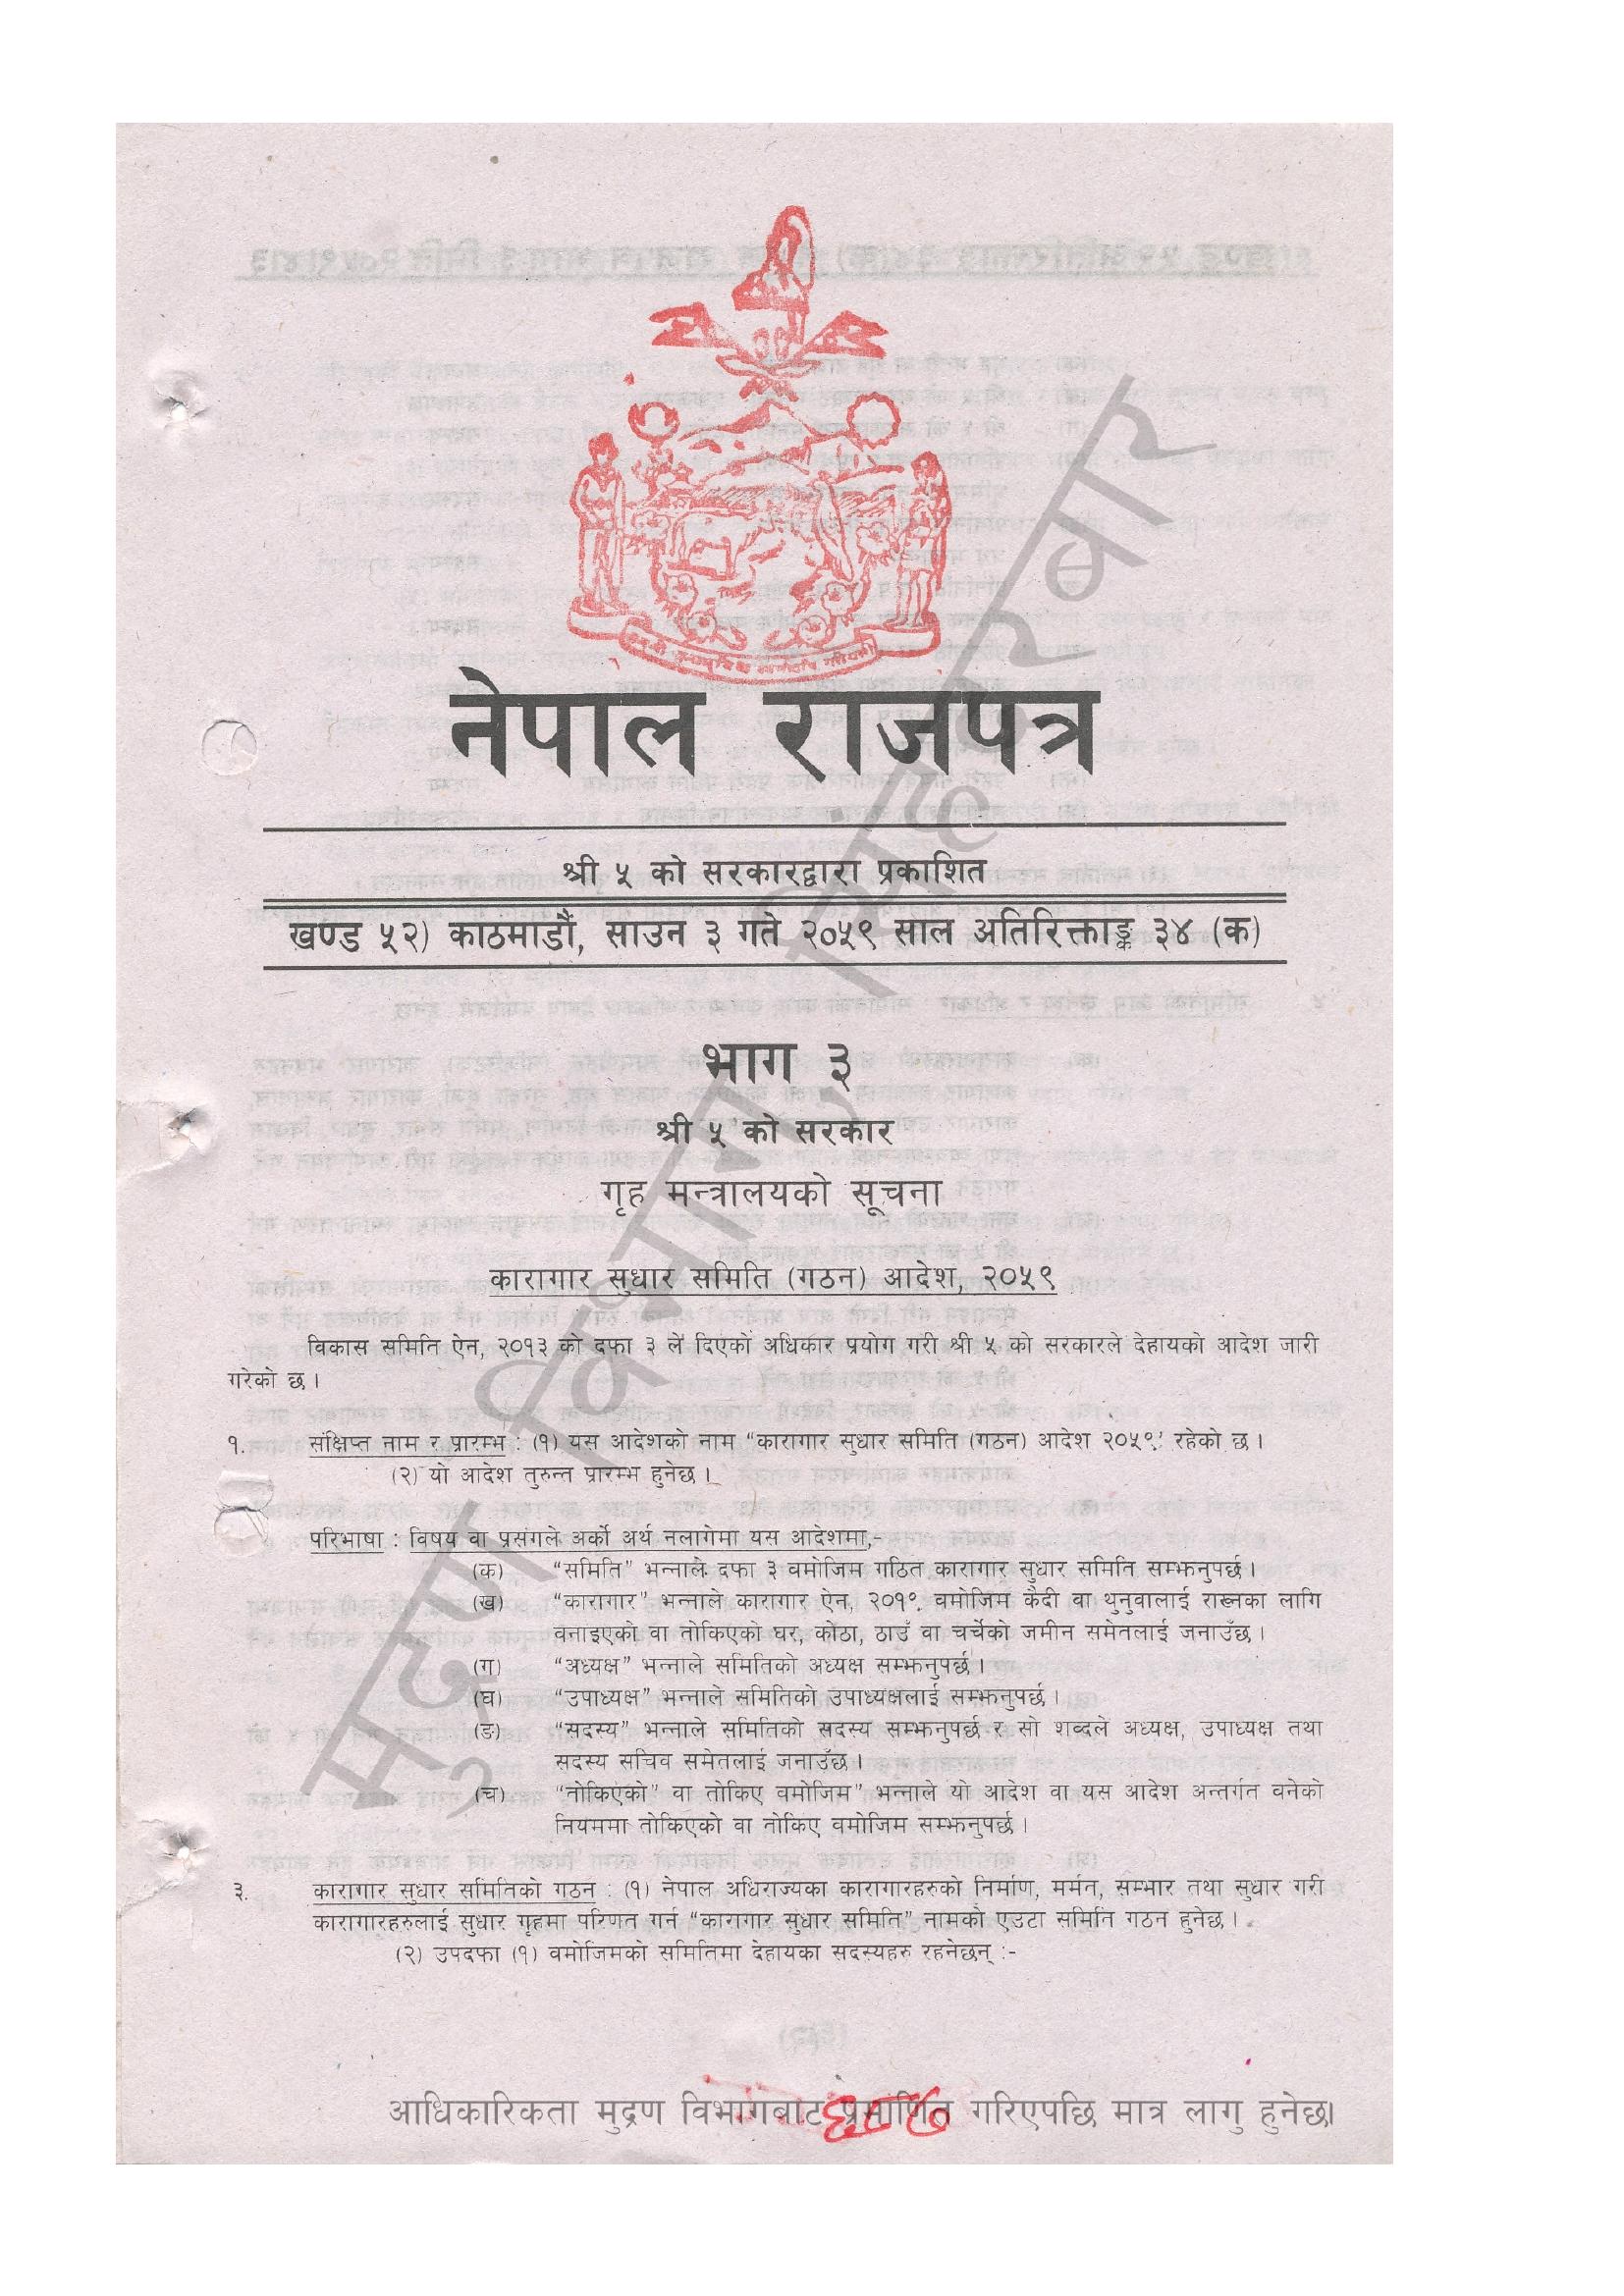 नेपाल राजपत्र
श्री ५ को सरकारद्वारा प्रकाशित
खण्ड ५२) काठमाडौं, साउन ३ गते २०५९ साल अतिरिक्ताङ्क ३४ (क)
भाग ३
श्री ५ को सरकार
गृह मन्त्रालयको सूचना
कारागार सुधार समिति (गठन) आदेश, २०५९
विकास समिति ऐन, २०१३ को दफा ३ ले दिएको अधिकार प्रयोग गरी श्री ५ को सरकारले देहायको आदेश जारी
गरेको छ ।
१. संक्षिप्त नाम र प्रारम्भ : (१) यस आदेशको नाम “कारागार सुधार समिति (गठन) आदेश २०५९” रहेको छ ।
(२) यो आदेश तुरुन्त प्रारम्भ हुनेछ ।
परिभाषा : विषय वा प्रसंगले अर्को अर्थ नलागेमा यस आदेशमा,-
(क) “समिति” भन्नाले दफा ३ वमोजिम गठित कारागार सुधार समिति सम्झनुपर्छ ।
(ख) “कारागार” भन्नाले कारागार ऐन, २०१९ वमोजिम कैदी वा थुनुवालाई राख्नका लागि
वनाइएको वा तोकिएको घर, कोठा, ठाउँ वा चर्चेको जमीन समेतलाई जनाउँछ ।
(ग) “अध्यक्ष” भन्नाले समितिको अध्यक्ष सम्झनुपर्छ ।
(घ) “उपाध्यक्ष” भन्नाले समितिको उपाध्यक्षलाई सम्झनुपर्छ ।
(ङ) “सदस्य” भन्नाले समितिको सदस्य सम्झनुपर्छ र सो शब्दले अध्यक्ष, उपाध्यक्ष तथा
सदस्य सचिव समेतलाई जनाउँछ ।
(च) “तोकिएको” वा तोकिए वमोजिम” भन्नाले यो आदेश वा यस आदेश अन्तर्गत वनेको
नियममा तोकिएको वा तोकिए वमोजिम सम्झनुपर्छ ।
३. कारागार सुधार समितिको गठन : (१) नेपाल अधिराज्यका कारागारहरुको निर्माण, मर्मत, सम्भार तथा सुधार गरी
कारागारहरुलाई सुधार गृहमा परिणत गर्न “कारागार सुधार समिति” नामको एउटा समिति गठन हुनेछ ।
(२) उपदफा (१) वमोजिमको समितिमा देहायका सदस्यहरु रहनेछन् :-
मुद्रण विभाग, सिंहदरबार
आधिकारिकता मुद्रण विभागबाट प्रमाणित गरिएपछि मात्र लागु हुनेछ।